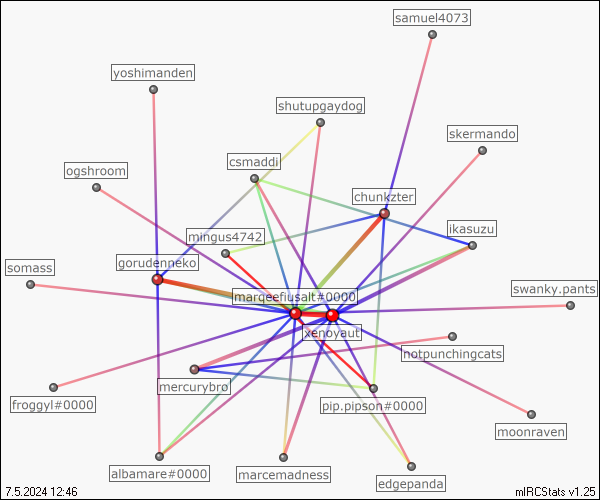 samuel4073
yoshimanden
shutupgaydog
skermando
csmaddi
ogshroom
chunkzter
ikasuzu
mingus4742
gorudenneko
somass
marqeefiusalt#0000
swanky.pants
xenoyaut
notpunchingcats
mercurybro
froggyl#0000
pip.pipson#0000
moonraven
albamare#0000
marcemadness
edgepanda
7.5.2024 12:46
mIRCStats v1.25